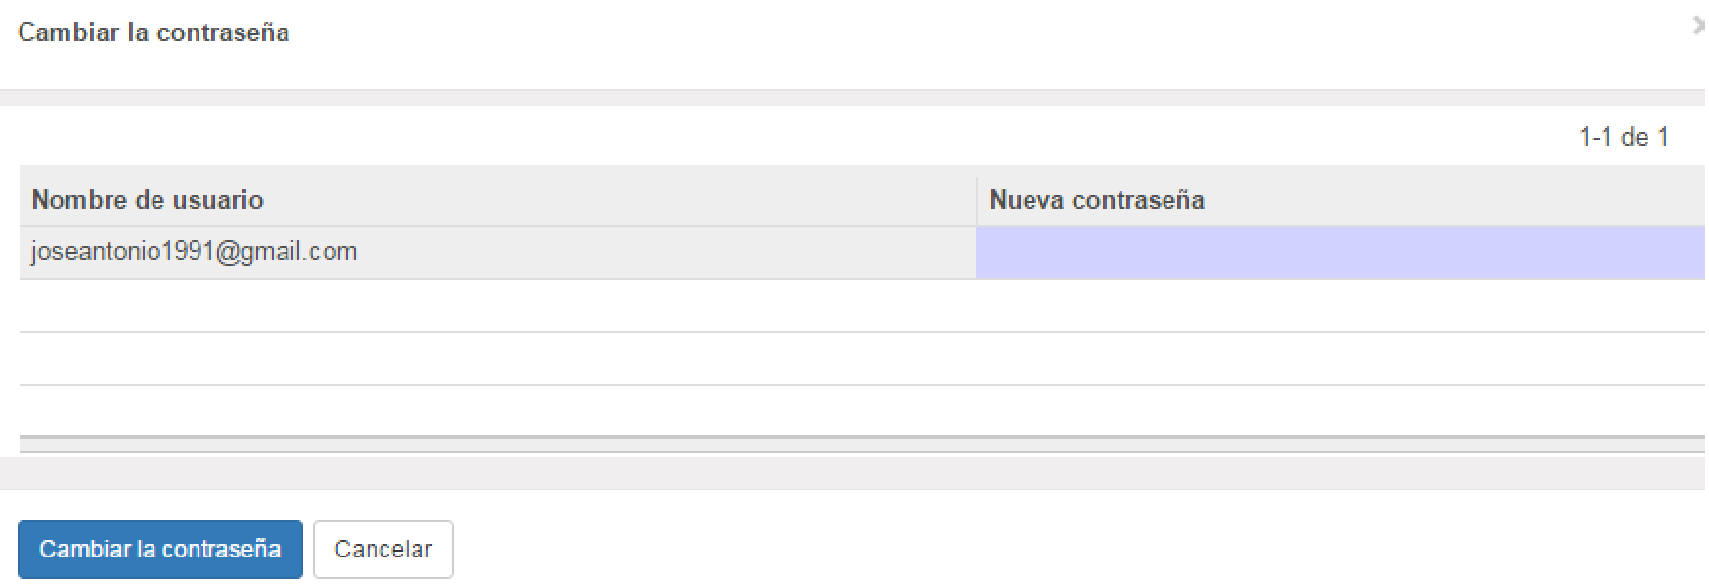 Cambiar la contraseña
×
1-1 de 1
Nombre de usuario Nueva contraseña
joseantonio1991@gmail.com
Cambiar la contraseña Cancelar